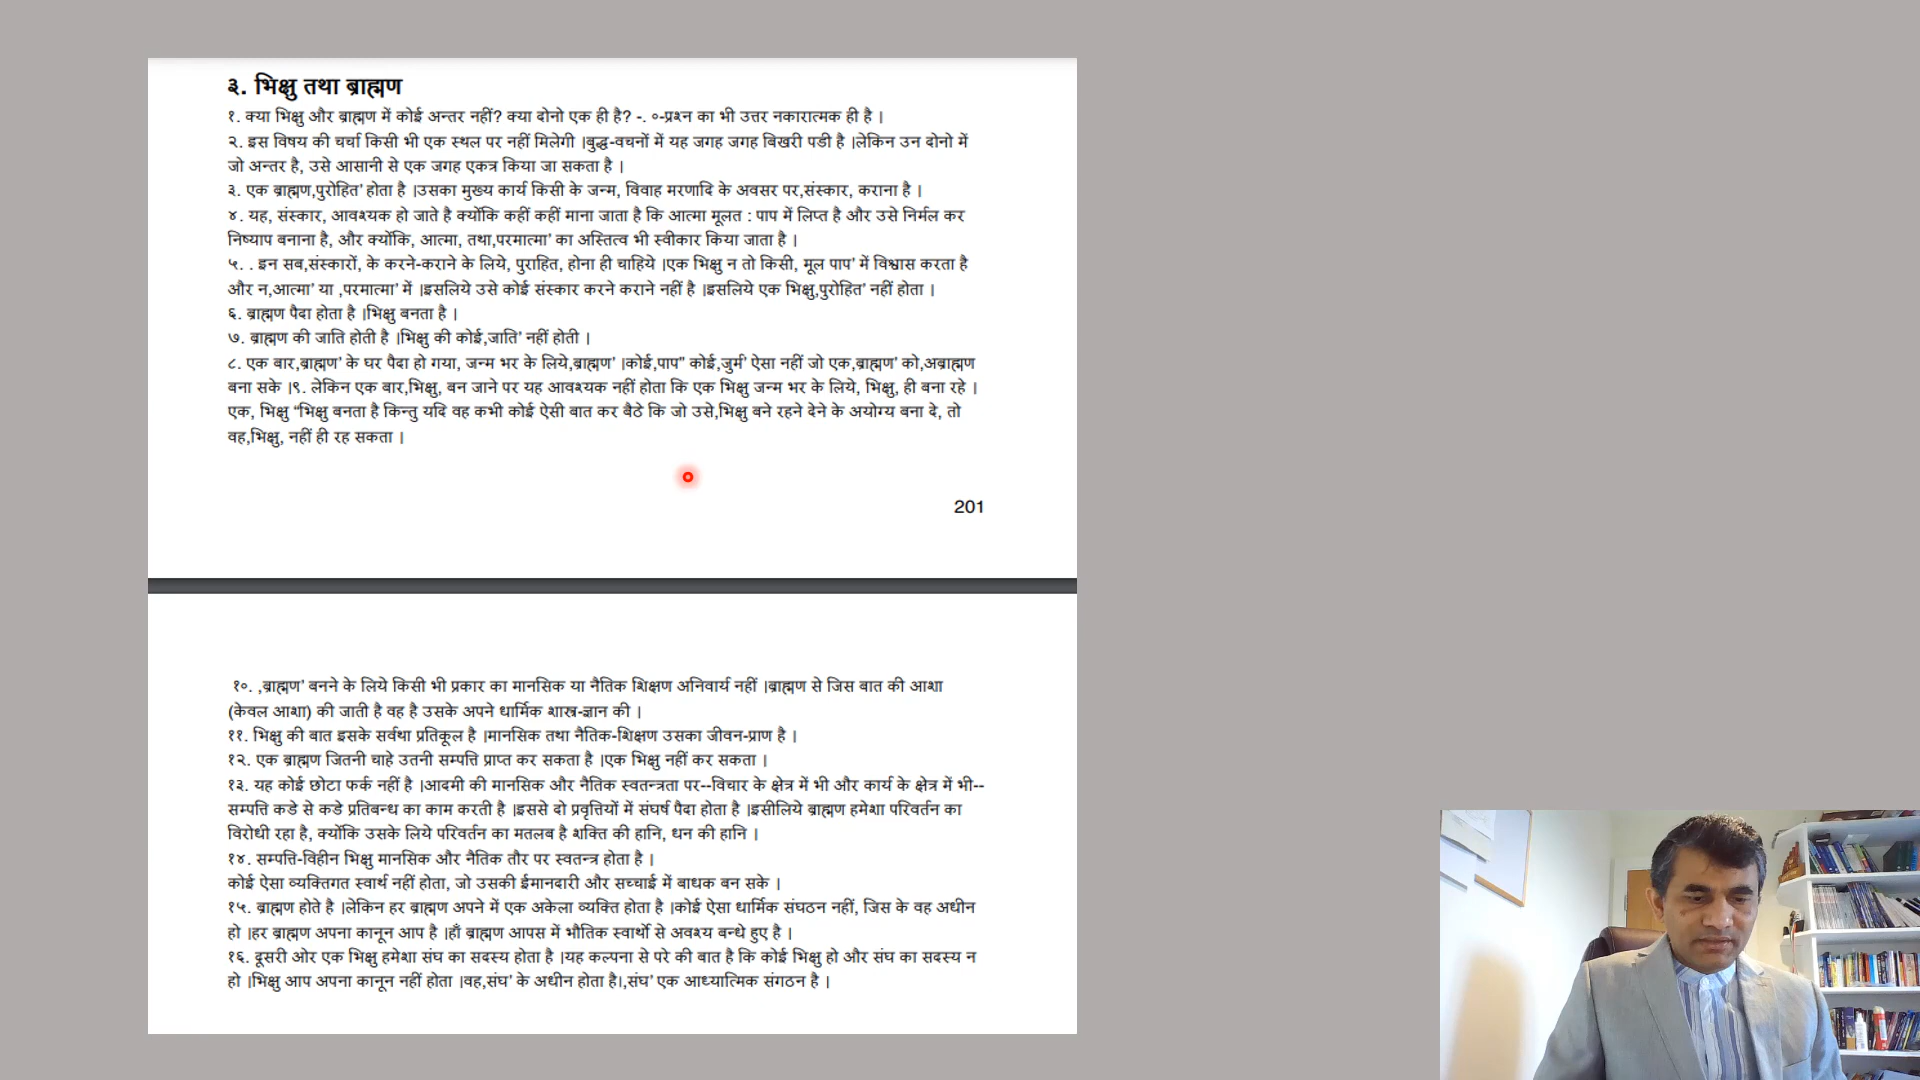 ३. भिक्षु तथा ब्राह्मण
१. क्या भिक्षु और ब्राह्मण में कोई अन्तर नहीं? क्या दोनो एक ही है? -. ०-प्रश्न का भी उत्तर नकारात्मक ही है ।
२. इस विषय की चर्चा किसी भी एक स्थल पर नहीं मिलेगी ।बुद्ध-वचनों में यह जगह जगह बिखरी पडी है ।लेकिन उन दोनो में
जो अन्तर है, उसे आसानी से एक जगह एकत्र किया जा सकता है ।
३. एक ब्राह्मण,पुरोहित’ होता है ।उसका मुख्य कार्य किसी के जन्म, विवाह मरणादि के अवसर पर,संस्कार, कराना है ।
४. यह, संस्कार, आवश्यक हो जाते है क्योंकि कहीं कहीं माना जाता है कि आत्मा मूलत : पाप में लिप्त है और उसे निर्मल कर
निष्याप बनाना है, और क्योंकि, आत्मा, तथा,परमात्मा’ का अस्तित्व भी स्वीकार किया जाता है ।
५. . इन सब,संस्कारों, के करने-कराने के लिये, पुराहित, होना ही चाहिये ।एक भिक्षु न तो किसी, मूल पाप’ में विश्वास करता है
और न,आत्मा’ या ,परमात्मा’ में ।इसलिये उसे कोई संस्कार करने कराने नहीं है ।इसलिये एक भिक्षु,पुरोहित’ नहीं होता ।
६. ब्राह्मण पैदा होता है ।भिक्षु बनता है ।
७. ब्राह्मण की जाति होती है ।भिक्षु की कोई,जाति’ नहीं होती ।
८. एक बार,ब्राह्मण’ के घर पैदा हो गया, जन्म भर के लिये,ब्राह्मण’ ।कोई,पाप” कोई,जुर्म’ ऐसा नहीं जो एक,ब्राह्मण’ को,अब्राह्मण
बना सके ।९. लेकिन एक बार,भिक्षु, बन जाने पर यह आवश्यक नहीं होता कि एक भिक्षु जन्म भर के लिये, भिक्षु, ही बना रहे ।
एक, भिक्षु “भिक्षु बनता है किन्तु यदि वह कभी कोई ऐसी बात कर बैठे कि जो उसे,भिक्षु बने रहने देने के अयोग्य बना दे, तो
वह,भिक्षु, नहीं ही रह सकता ।
201
१०. ,ब्राह्मण’ बनने के लिये किसी भी प्रकार का मानसिक या नैतिक शिक्षण अनिवार्य नहीं ।ब्राह्मण से जिस बात की आशा
(केवल आशा) की जाती है वह है उसके अपने धार्मिक शास्त्र-ज्ञान की ।
११. भिक्षु की बात इसके सर्वथा प्रतिकूल है ।मानसिक तथा नैतिक-शिक्षण उसका जीवन-प्राण है ।
१२. एक ब्राह्मण जितनी चाहे उतनी सम्पत्ति प्राप्त कर सकता है ।एक भिक्षु नहीं कर सकता ।
१३. यह कोई छोटा फर्क नहीं है ।आदमी की मानसिक और नैतिक स्वतन्त्रता पर--विचार के क्षेत्र में भी और कार्य के क्षेत्र में भी--
सम्पत्ति कडे से कडे प्रतिबन्ध का काम करती है ।इससे दो प्रवृत्तियों में संघर्ष पैदा होता है ।इसीलिये ब्राह्मण हमेशा परिवर्तन का
विरोधी रहा है, क्योंकि उसके लिये परिवर्तन का मतलब है शक्ति की हानि, धन की हानि ।
१४. सम्पत्ति-विहीन भिक्षु मानसिक और नैतिक तौर पर स्वतन्त्र होता है ।
कोई ऐसा व्यक्तिगत स्वार्थ नहीं होता, जो उसकी ईमानदारी और सच्चाई में बाधक बन सके ।
१५. ब्राह्मण होते है ।लेकिन हर ब्राह्मण अपने में एक अकेला व्यक्ति होता है ।कोई ऐसा धार्मिक संघठन नहीं, जिस के वह अधीन
हो ।हर ब्राह्मण अपना कानून आप है ।हाँ ब्राह्मण आपस में भौतिक स्वार्थो से अवश्य बन्धे हुए है ।
१६. दूसरी ओर एक भिक्षु हमेशा संघ का सदस्य होता है ।यह कल्पना से परे की बात है कि कोई भिक्षु हो और संघ का सदस्य न
हो ।भिक्षु आप अपना कानून नहीं होता ।वह,संघ’ के अधीन होता है।,संघ’ एक आध्यात्मिक संगठन है ।